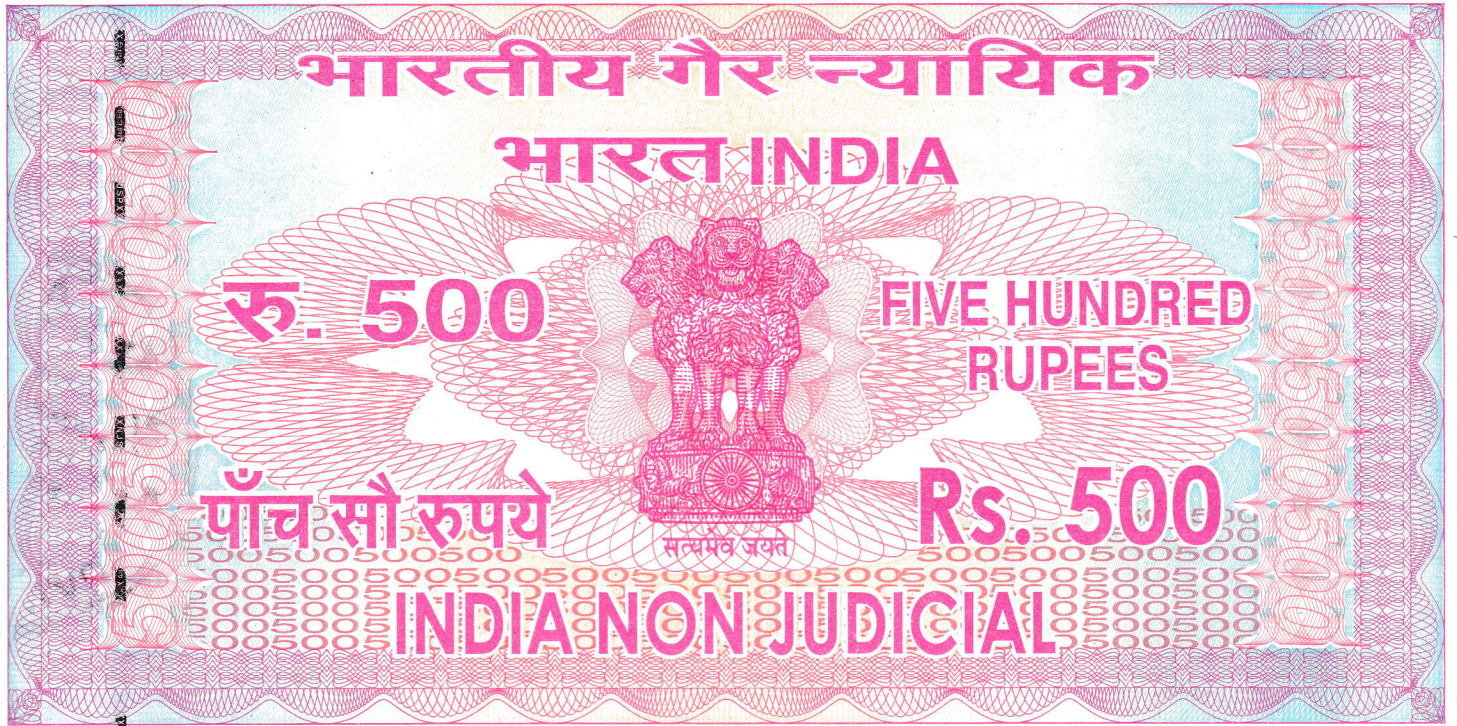 भारतीय गैर न्यायिक
भारत INDIA
रु. 500
FIVE HUNDRED
RUPEES
पाँच सौ रुपये
Rs. 500
सत्यमेव जयते
INDIA NON JUDICIAL